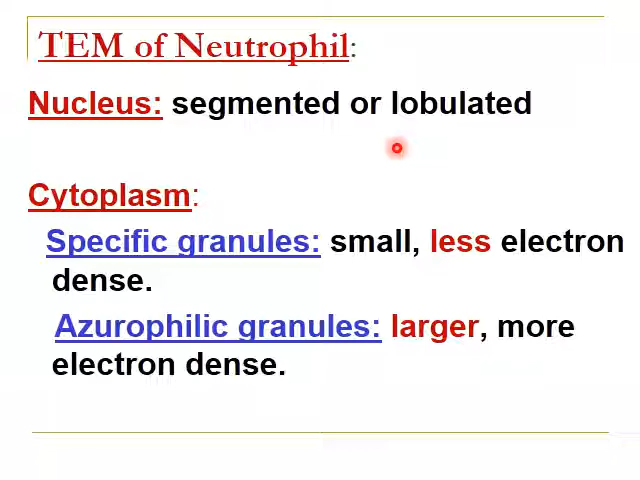 TEM of Neutrophil:
Nucleus: segmented or lobulated
Cytoplasm:
Specific granules: small, less electron
dense.
Azurophilic granules: larger, more
electron dense.